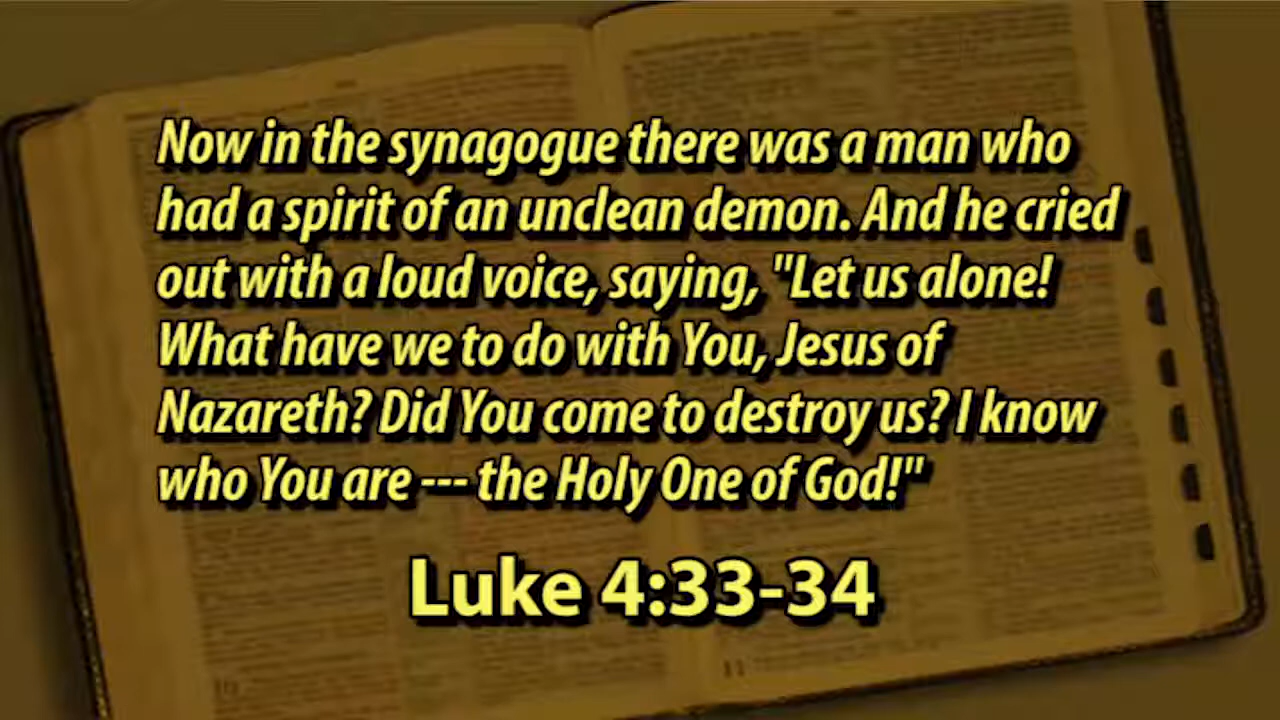 Now in the synagogue there was a man who
had a spirit of an unclean demon. And he cried
out with a loud voice, saying, "Let us alone!
What have we to do with You, Jesus of
Nazareth? Did You come to destroy us? I know
who You are --- the Holy One of God!"
Luke 4:33-34